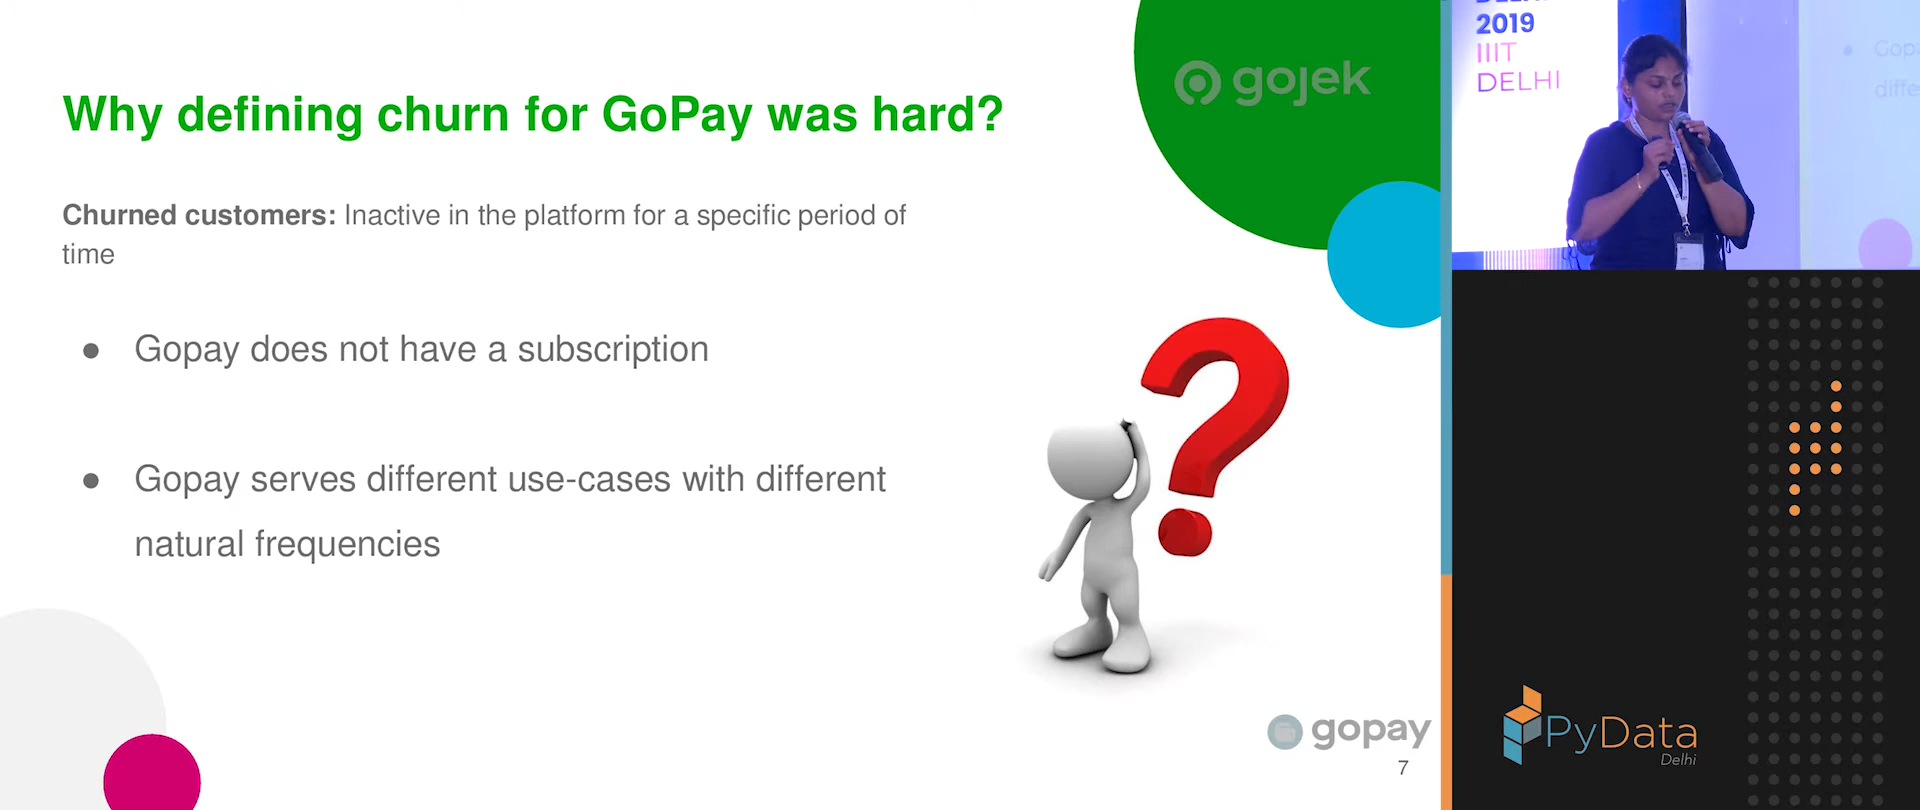 Why defining churn for GoPay was hard?
Churned customers: Inactive in the platform for a specific period of
time
● Gopay does not have a subscription
● Gopay serves different use-cases with different
natural frequencies
gojek
gopay
7
2019
IIIT
DELHI
PyData
Delhi